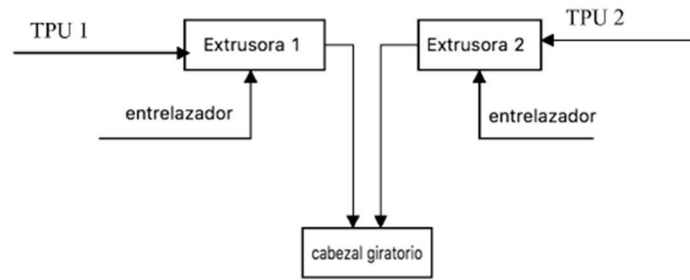 TPU 1
Extrusora 1
Extrusora 2
TPU 2
entrelazador
entrelazador
cabezal giratorio